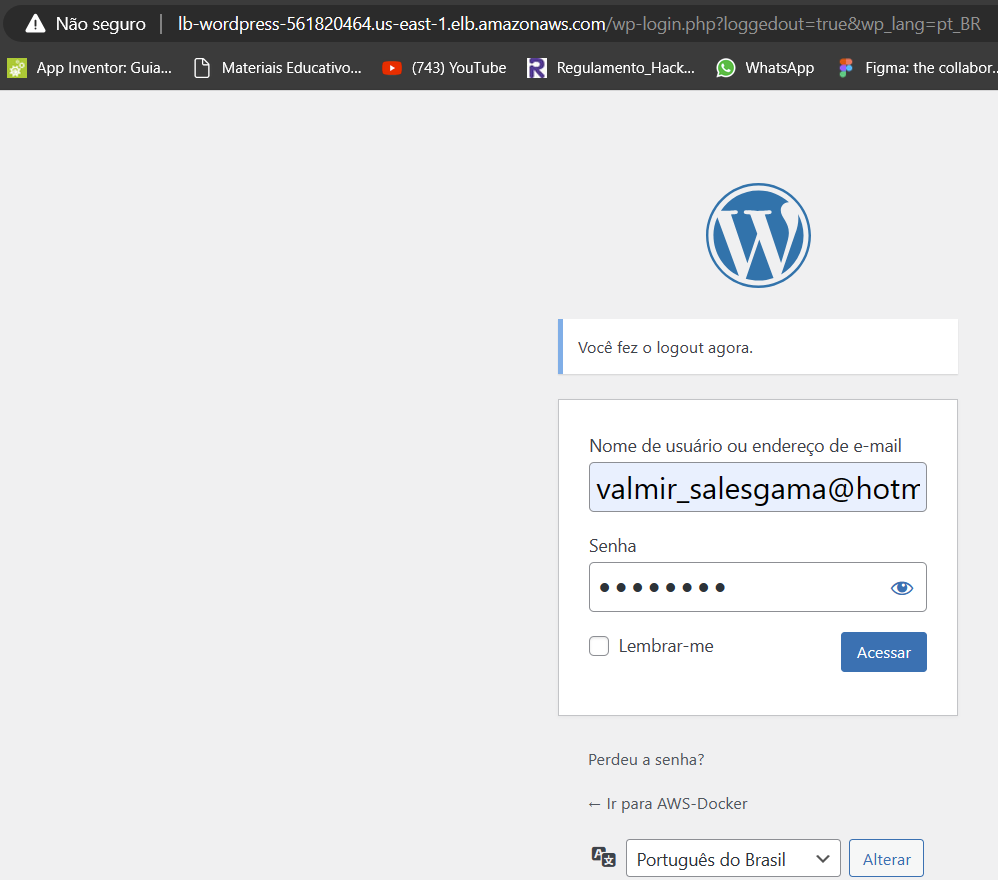 Não seguro | lb-wordpress-561820464.us-east-1.elb.amazonaws.com/wp-login.php?loggedout=true&wp_lang=pt_BR
App Inventor: Guia... Materiais Educativo... (743) YouTube Regulamento_Hack... WhatsApp Figma: the collabor...
Você fez o logout agora.
Nome de usuário ou endereço de e-mail
valmir_salesgama@hotm
Senha
••••••••
Lembrar-me
Acessar
Perdeu a senha?
← Ir para AWS-Docker
Português do Brasil Alterar